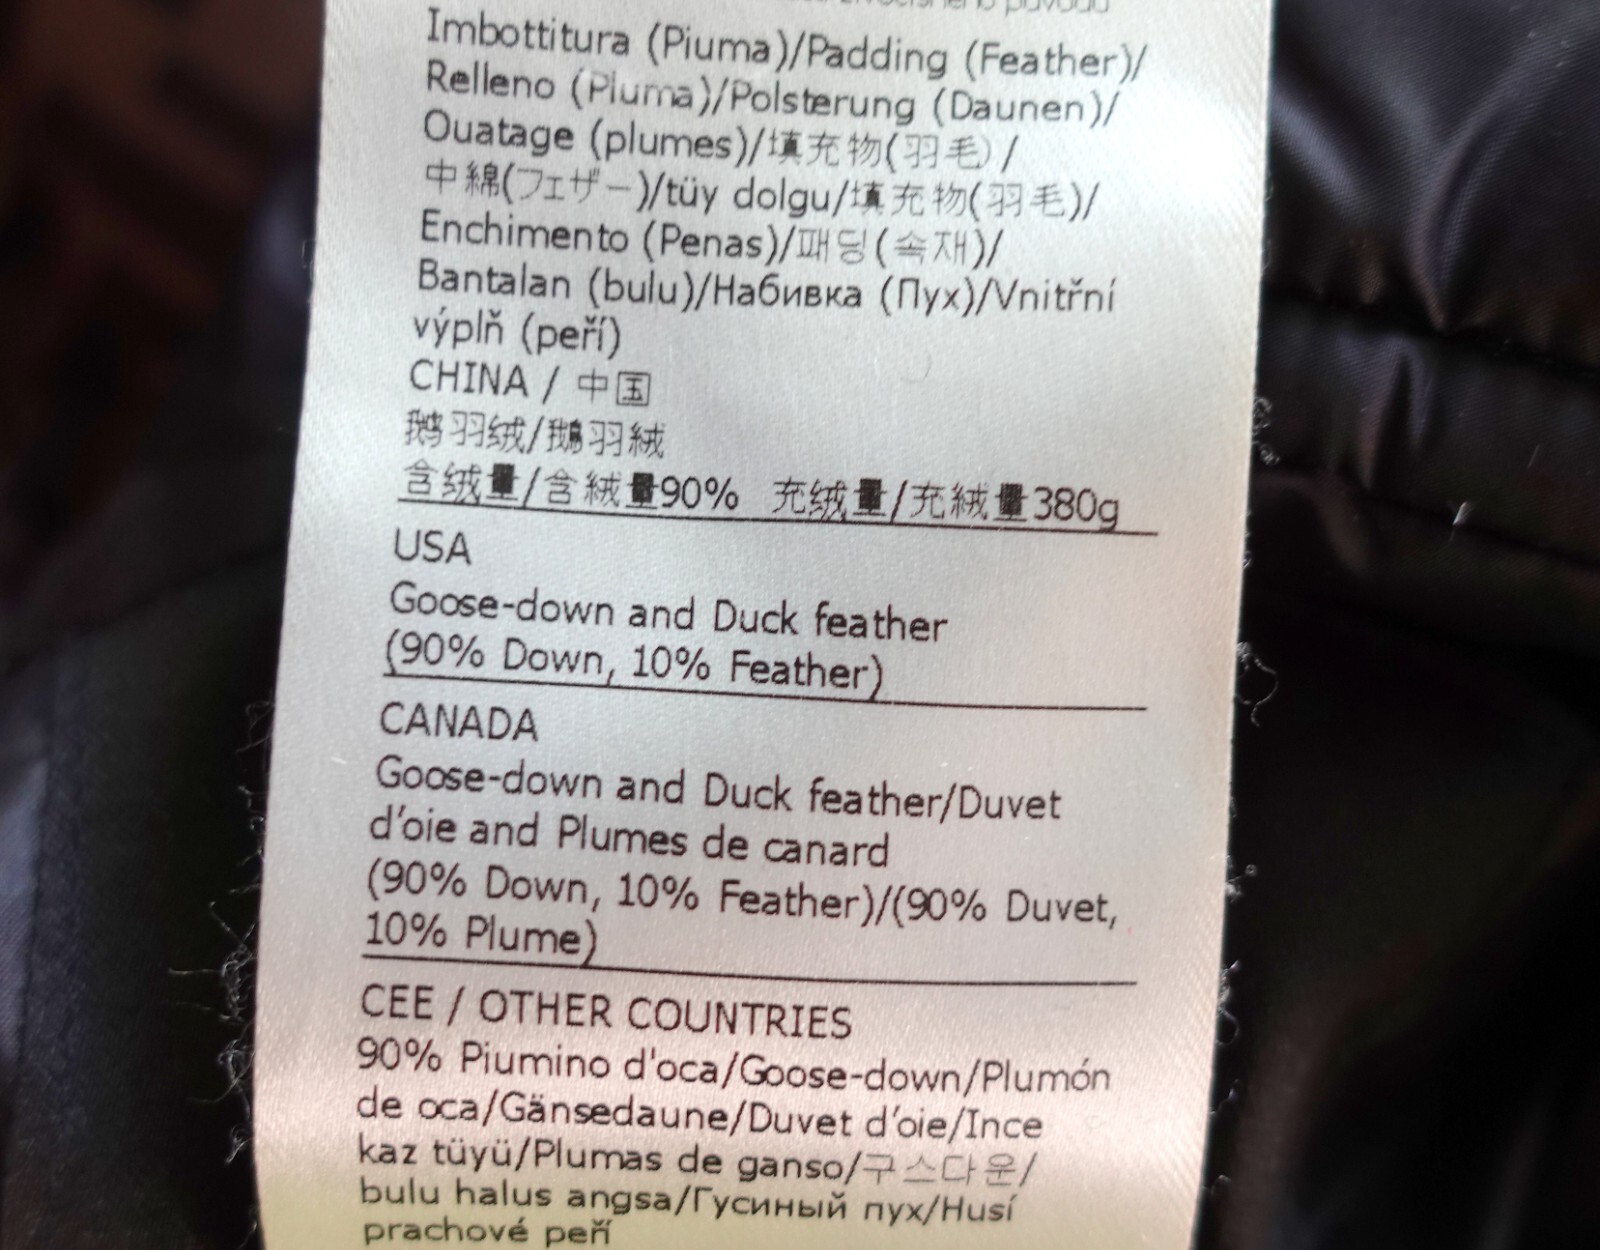 Imbottitura (Piuma)/Padding (Feather)/
Relleno (Pluma)/Polsterung (Daunen)/
Ouatage (plumes)/填充物(羽毛)/
中綿(フェザー)/tüy dolgu/填充物(羽毛)/
Enchimento (Penas)/패딩(속재)/
Bantalan (bulu)/Набивка (Пух)/Vnitřní
výplň (peří)
CHINA / 中国
鹅羽绒/鵝羽絨
含绒量/含絨量90% 充绒量/充絨量380g
USA
Goose-down and Duck feather
(90% Down, 10% Feather)
CANADA
Goose-down and Duck feather/Duvet
d'oie and Plumes de canard
(90% Down, 10% Feather)/(90% Duvet,
10% Plume)
CEE / OTHER COUNTRIES
90% Piumino d'oca/Goose-down/Plumón
de oca/Gänsedaune/Duvet d'oie/Ince
kaz tüyü/Plumas de ganso/구스다운/
bulu halus angsa/Гусиный пух/Husí
prachové peří